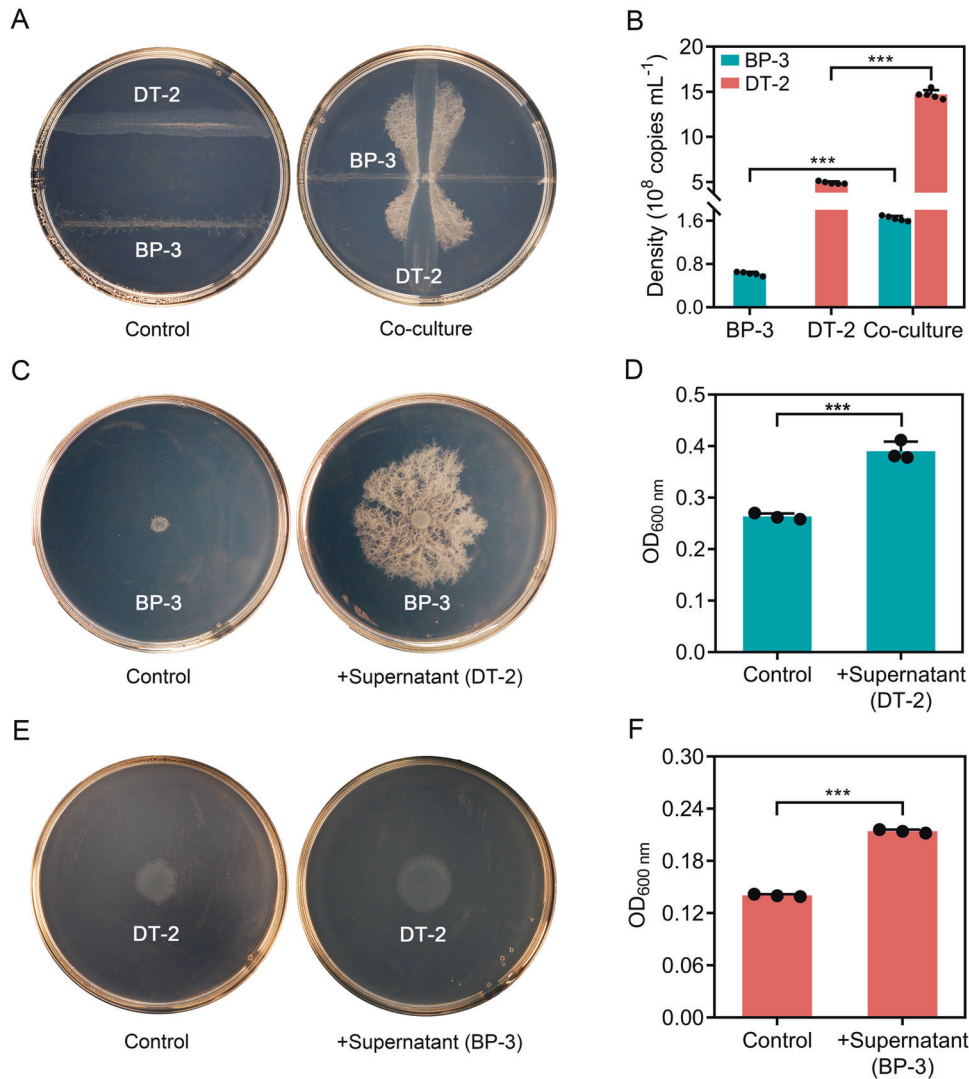 A
DT-2
BP-3
Control
BP-3
DT-2
Co-culture
B
BP-3
DT-2
***
***
Density (10⁸ copies mL⁻¹)
20
15
10
5
1.6
0.8
0.0
BP-3
DT-2
Co-culture
C
BP-3
Control
BP-3
+Supernatant (DT-2)
D
***
OD600 nm
0.5
0.4
0.3
0.2
0.1
0.0
Control
+Supernatant
(DT-2)
E
DT-2
Control
DT-2
+Supernatant (BP-3)
F
***
OD600 nm
0.30
0.24
0.18
0.12
0.06
0.00
Control
+Supernatant
(BP-3)